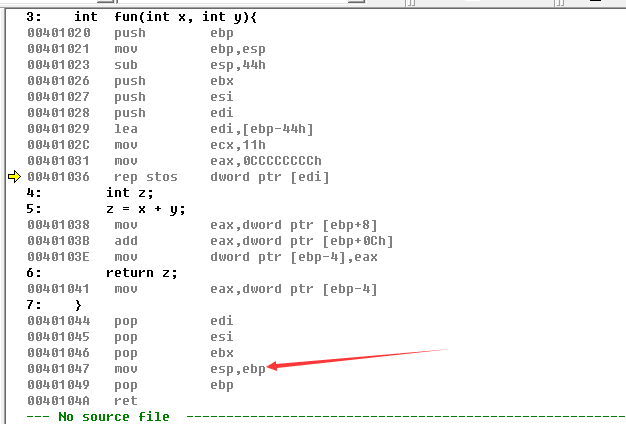 3: int fun(int x, int y){
00401020 push ebp
00401021 mov ebp,esp
00401023 sub esp,44h
00401026 push ebx
00401027 push esi
00401028 push edi
00401029 lea edi,[ebp-44h]
0040102C mov ecx,11h
00401031 mov eax,0CCCCCCCCh
00401036 rep stos dword ptr [edi]
4: int z;
5: z = x + y;
00401038 mov eax,dword ptr [ebp+8]
0040103B add eax,dword ptr [ebp+0Ch]
0040103E mov dword ptr [ebp-4],eax
6: return z;
00401041 mov eax,dword ptr [ebp-4]
7: }
00401044 pop edi
00401045 pop esi
00401046 pop ebx
00401047 mov esp,ebp
00401049 pop ebp
0040104A ret
--- No source file ---------------------------------------------------------